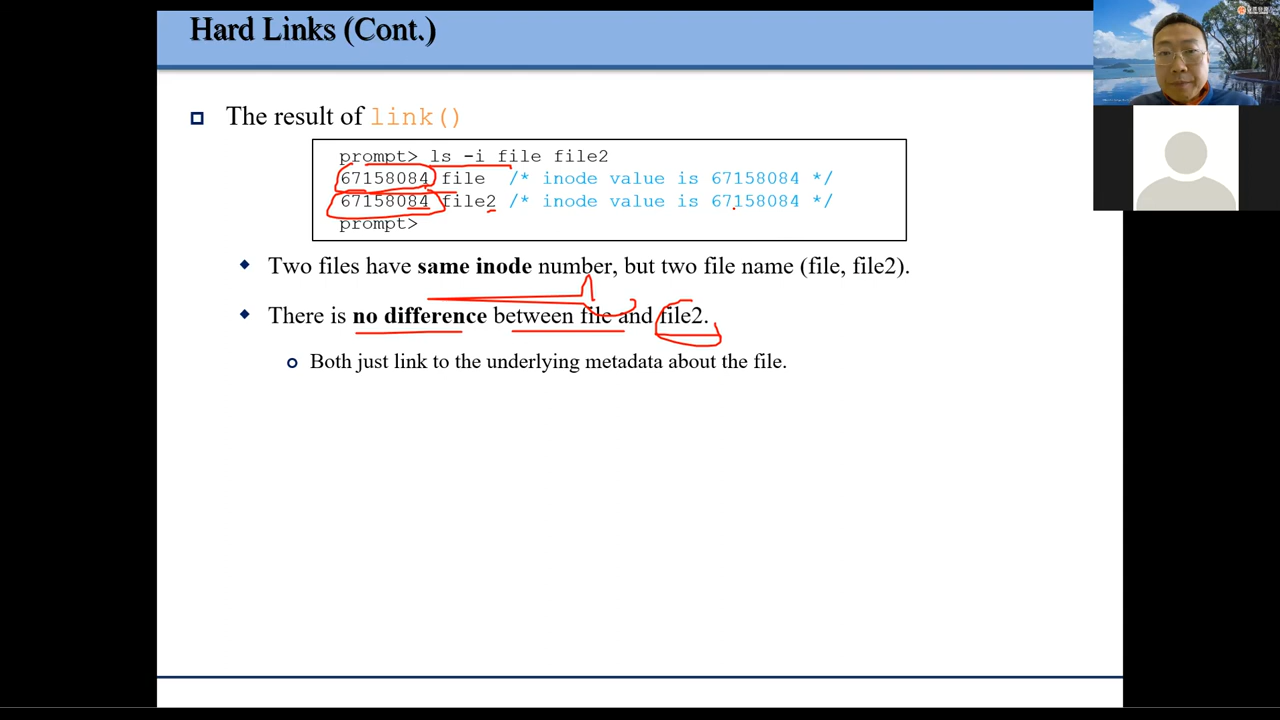 Hard Links (Cont.)
The result of link()
prompt> ls -i file file2
67158084 file /* inode value is 67158084 */
67158084 file2 /* inode value is 67158084 */
prompt>
Two files have same inode number, but two file name (file, file2).
There is no difference between file and file2.
Both just link to the underlying metadata about the file.